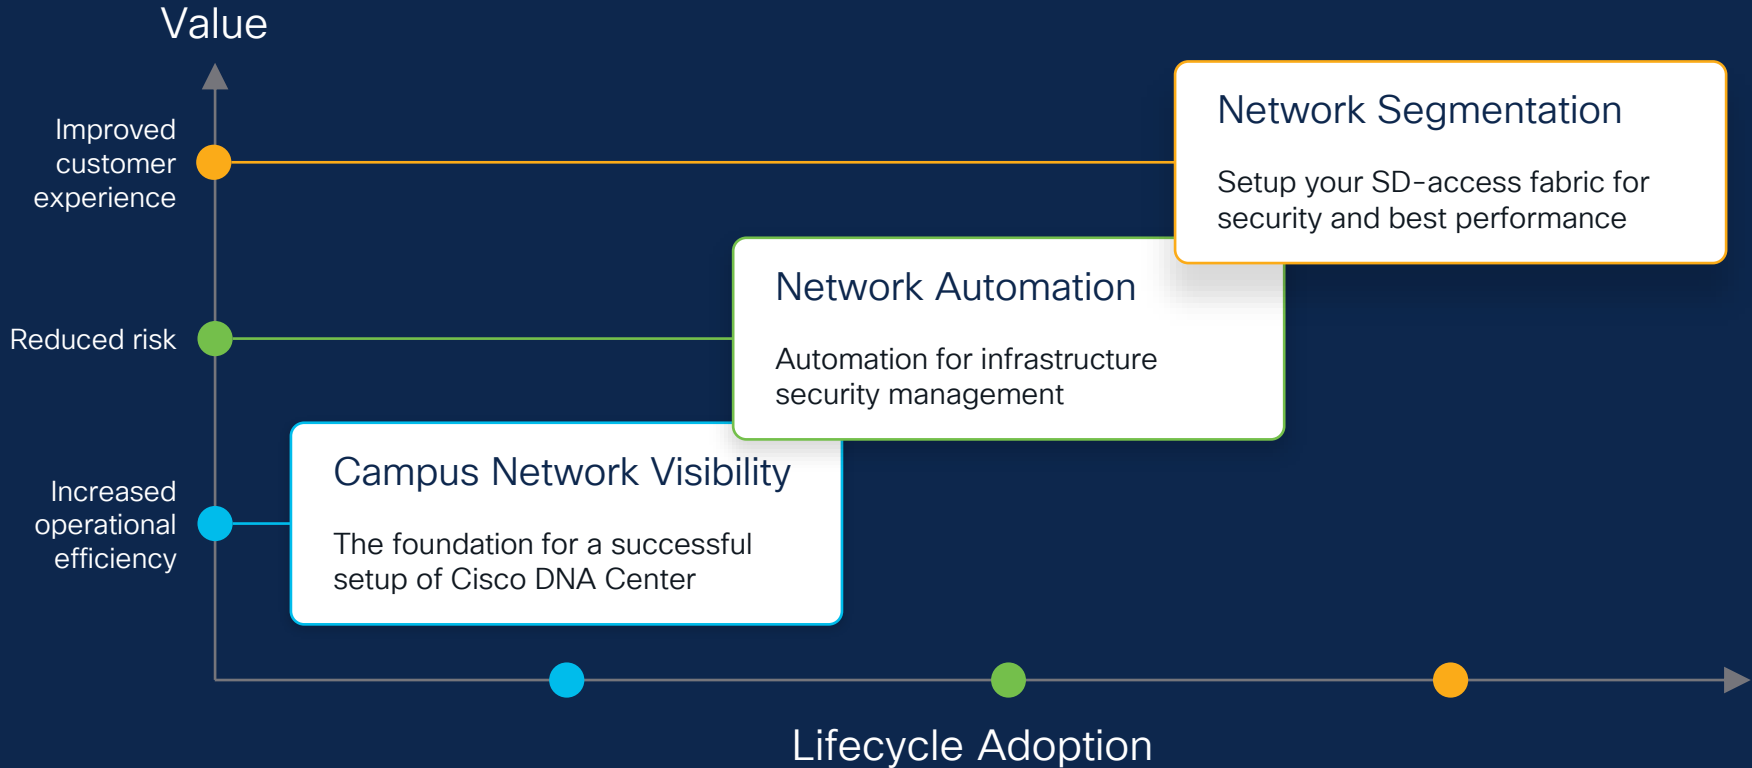 Value
Improved
customer
experience
Network Segmentation
Setup your SD-access fabric for
security and best performance
Reduced risk
Network Automation
Automation for infrastructure
security management
Increased
operational
efficiency
Campus Network Visibility
The foundation for a successful
setup of Cisco DNA Center
Lifecycle Adoption